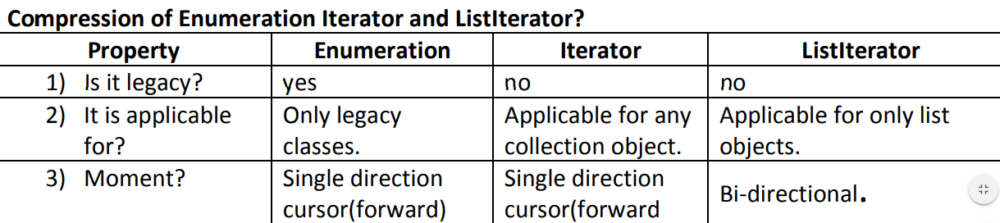 Compression of Enumeration Iterator and ListIterator?
Property Enumeration Iterator ListIterator
1) Is it legacy? yes no no
2) It is applicable for? Only legacy classes. Applicable for any collection object. Applicable for only list objects.
3) Moment? Single direction cursor(forward) Single direction cursor(forward Bi-directional.